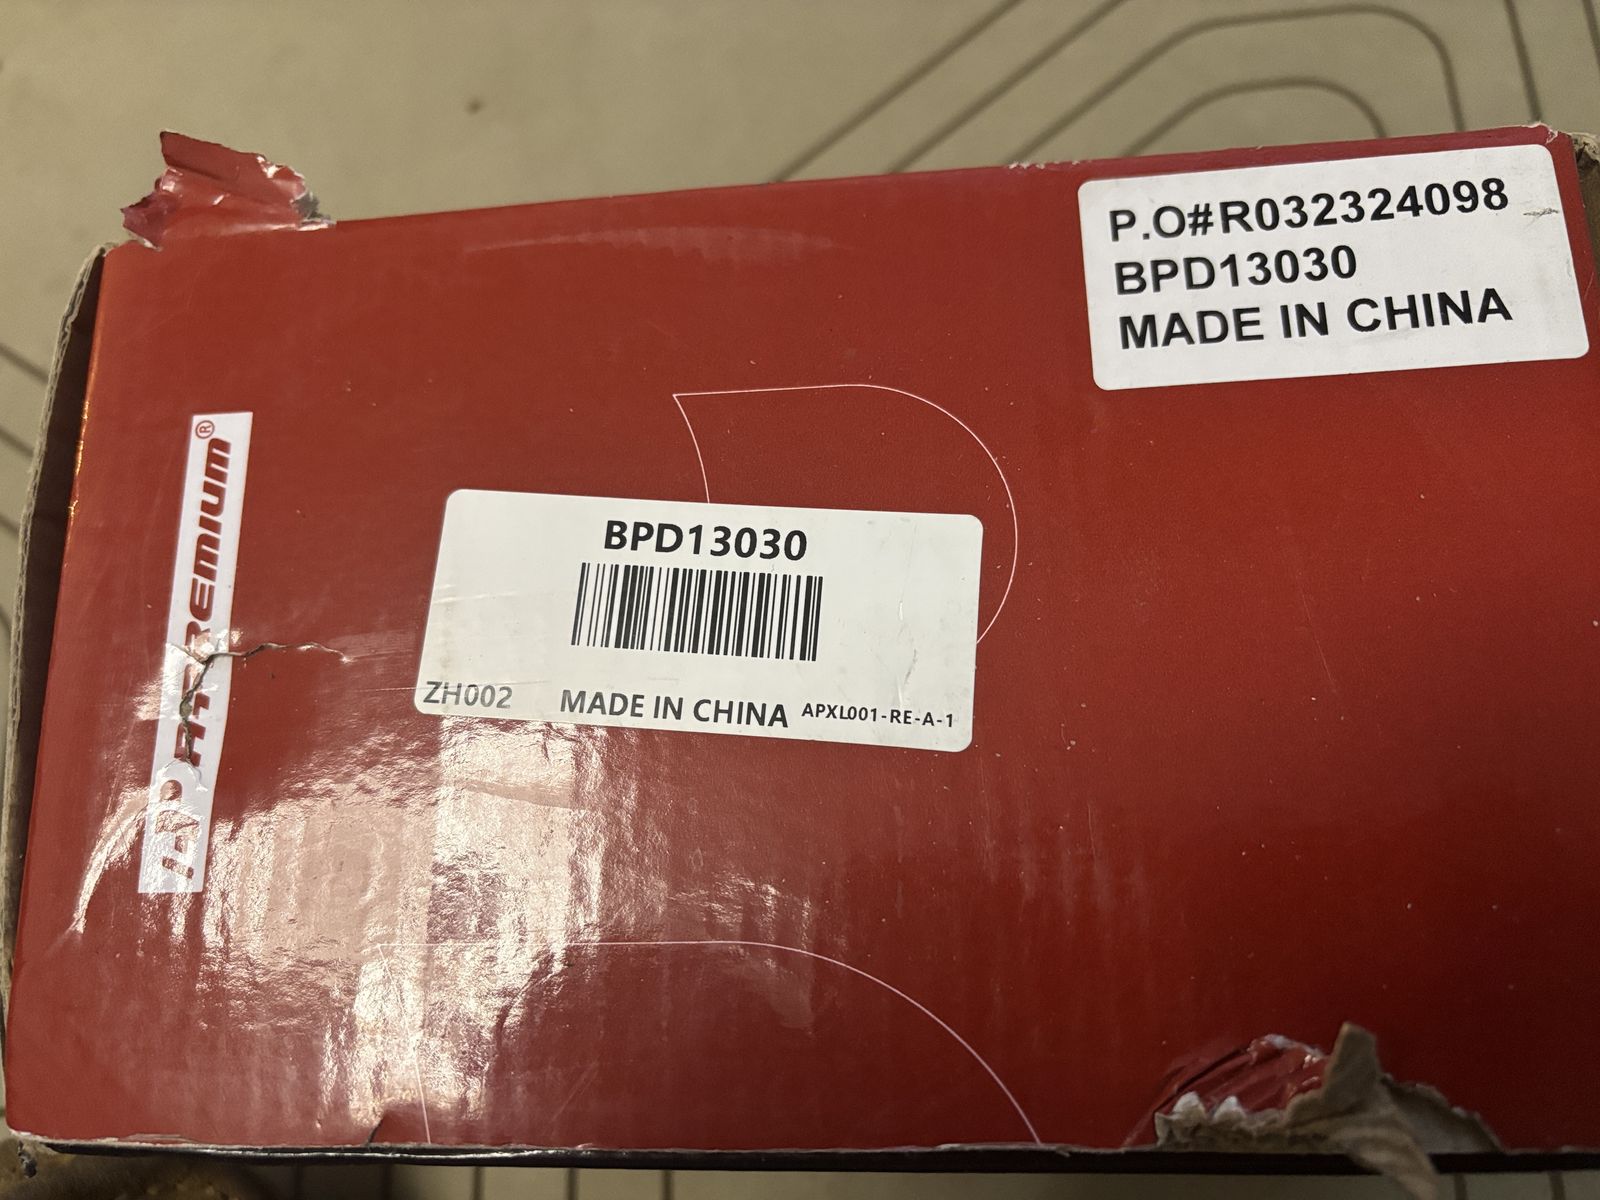 P.O#R032324098
BPD13030
MADE IN CHINA
A PREMIUM®
BPD13030
ZH002 MADE IN CHINA APXL001-RE-A-1